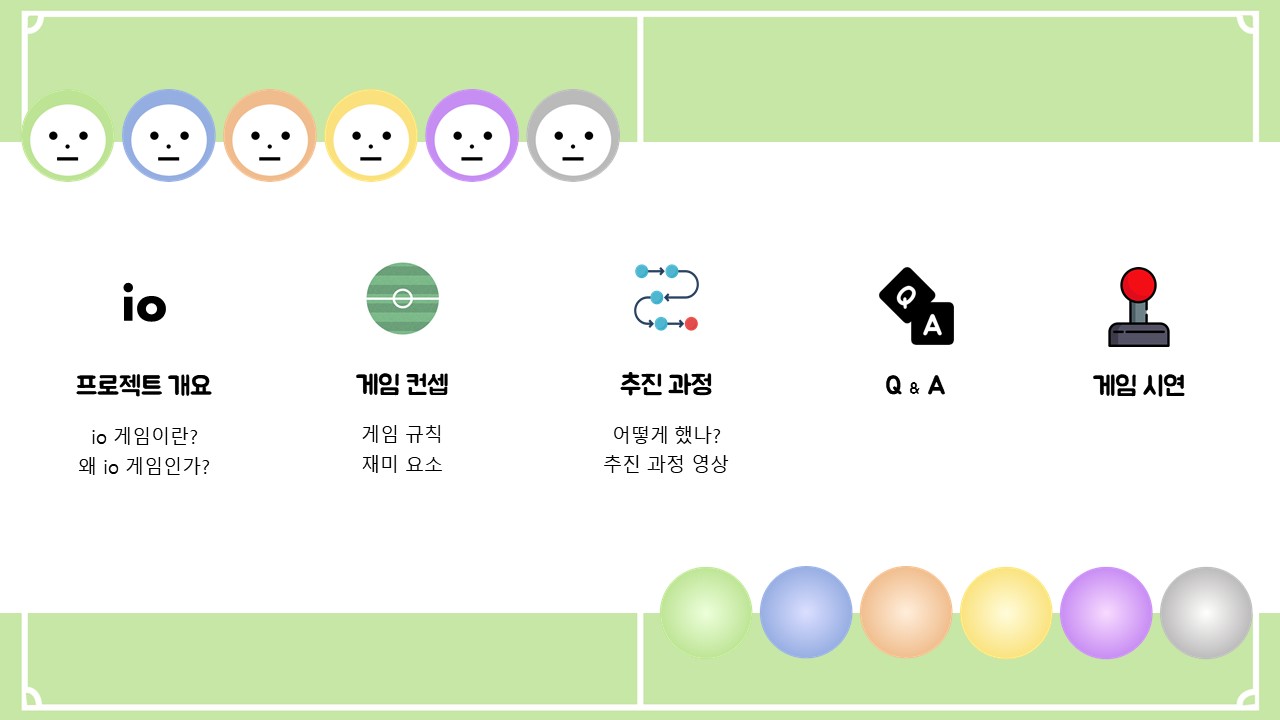 io
프로젝트 개요
io 게임이란?
왜 io 게임인가?
게임 컨셉
게임 규칙
재미 요소
추진 과정
어떻게 했나?
추진 과정 영상
Q
A
Q & A
게임 시연